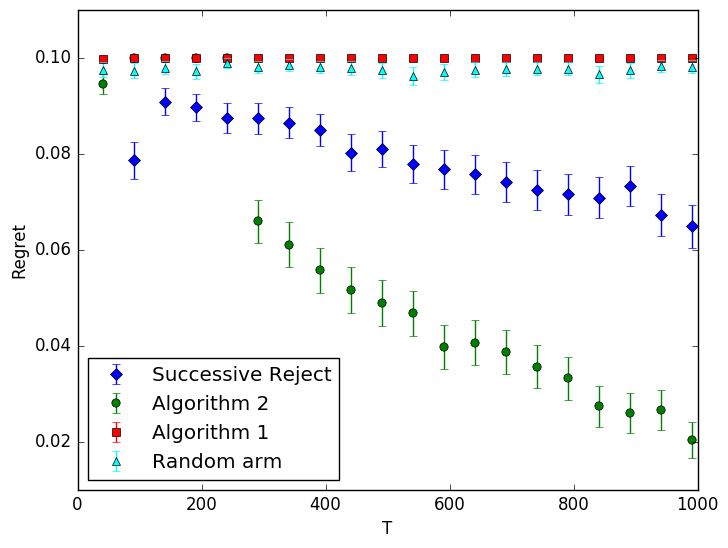 0.10
0.08
0.06
0.04
0.02
Regret
Successive Reject
Algorithm 2
Algorithm 1
Random arm
0 200 400 600 800 1000
T